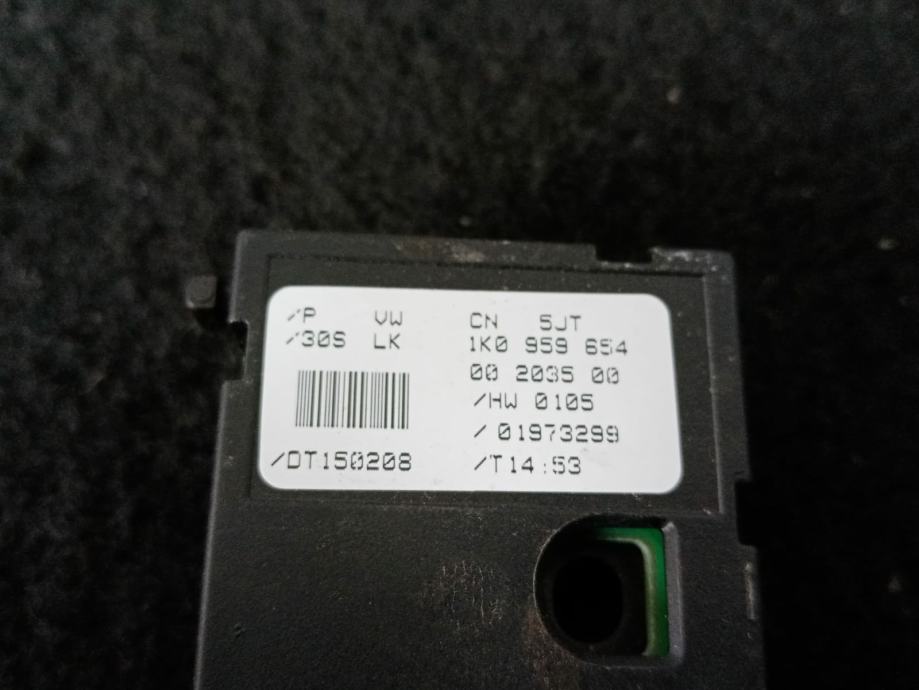 /P VW CN 5JT
/30S LK 1K0 959 654
00 2035 00
/HW 0105
/ 01973299
/DT150208 /T14:53